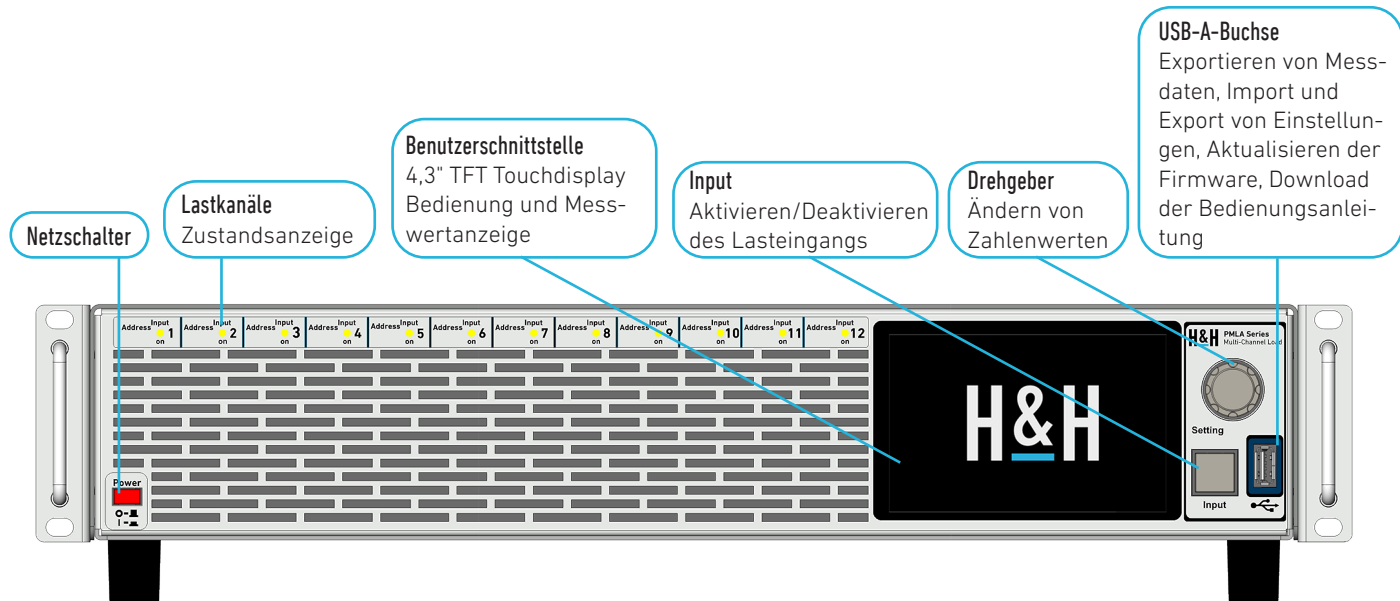 USB-A-Buchse
Exportieren von Mess-
daten, Import und
Export von Einstellun-
gen, Aktualisieren der
Firmware, Download
der Bedienungsanlei-
tung
Benutzerschnittstelle
4,3" TFT Touchdisplay
Bedienung und Mess-
wertanzeige
Input
Aktivieren/Deaktivieren
des Lasteingangs
Drehgeber
Ändern von
Zahlenwerten
Lastkanäle
Zustandsanzeige
Netzschalter
Address Input on 1
Address Input on 2
Address Input on 3
Address Input on 4
Address Input on 5
Address Input on 6
Address Input on 7
Address Input on 8
Address Input on 9
Address Input on 10
Address Input on 11
Address Input on 12
H&H
H&H PMLA Series
Multi-Channel Load
Setting
Input
Power